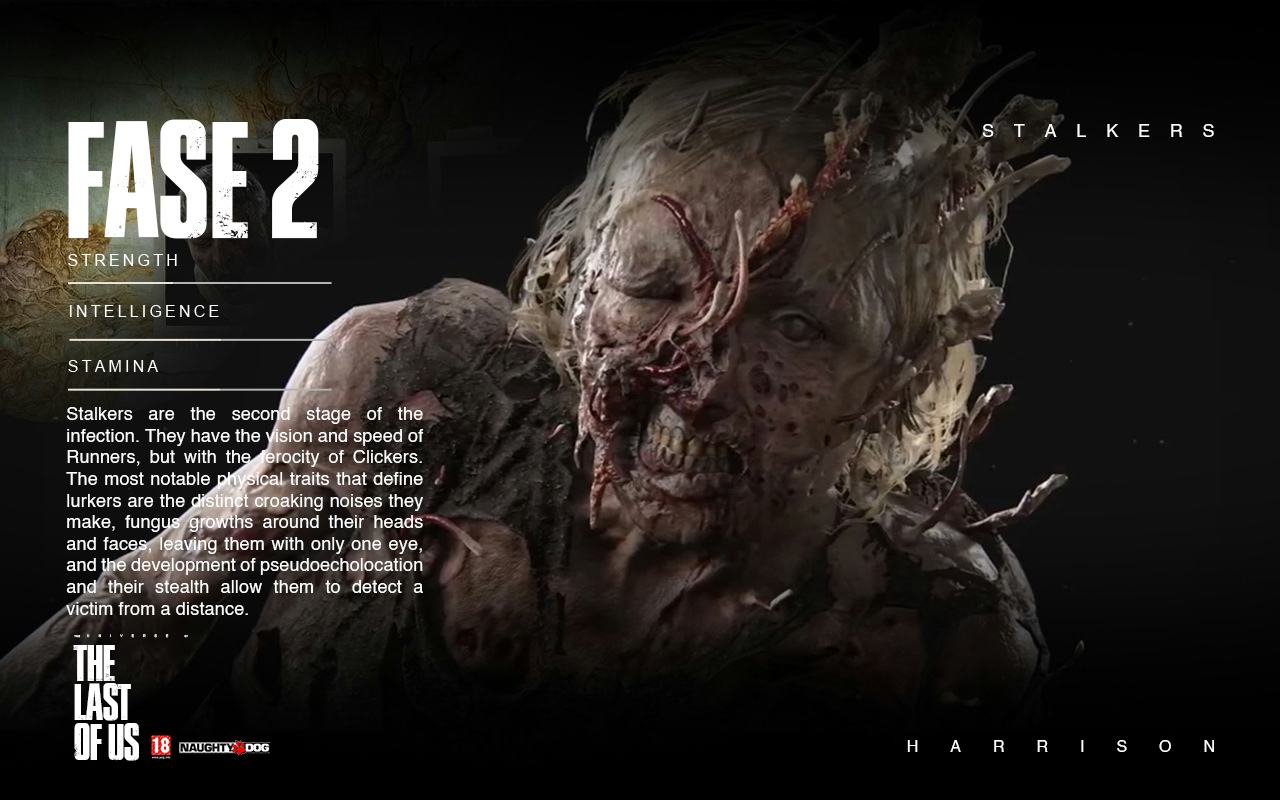 FASE 2
STALKERS
STRENGTH
INTELLIGENCE
STAMINA
Stalkers are the second stage of the
infection. They have the vision and speed of
Runners, but with the ferocity of Clickers.
The most notable physical traits that define
lurkers are the distinct croaking noises they
make, fungus growths around their heads
and faces, leaving them with only one eye,
and the development of pseudoecholocation
and their stealth allow them to detect a
victim from a distance.
UNIVERSE
THE
LAST
OF US
18
NAUGHTY DOG
HARRISON